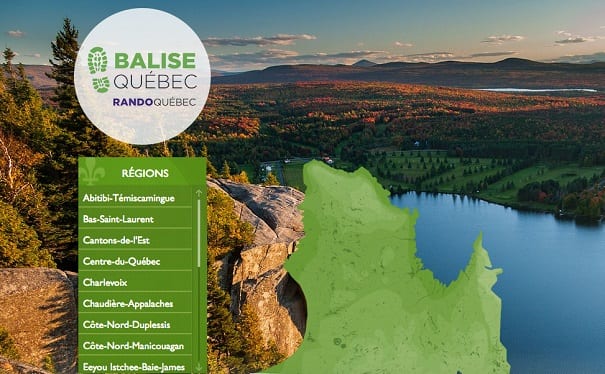 BALISE
QUÉBEC
RANDOQUÉBEC
RÉGIONS
Abitibi-Témiscamingue
Bas-Saint-Laurent
Cantons-de-l'Est
Centre-du-Québec
Charlevoix
Chaudière-Appalaches
Côte-Nord-Duplessis
Côte-Nord-Manicouagan
Eeyou Istchee-Baie-James